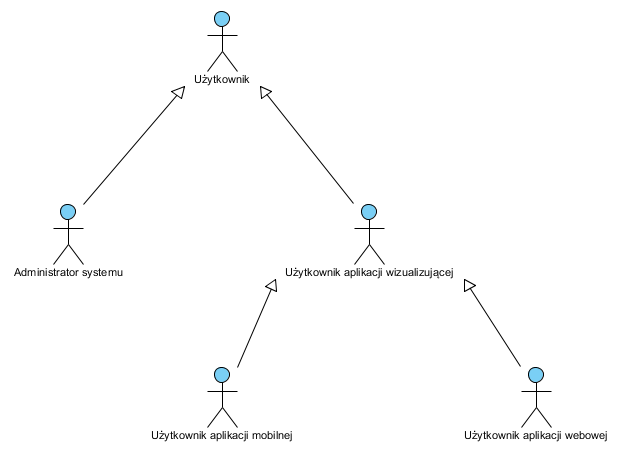 Użytkownik
Administrator systemu
Użytkownik aplikacji wizualizującej
Użytkownik aplikacji mobilnej
Użytkownik aplikacji webowej